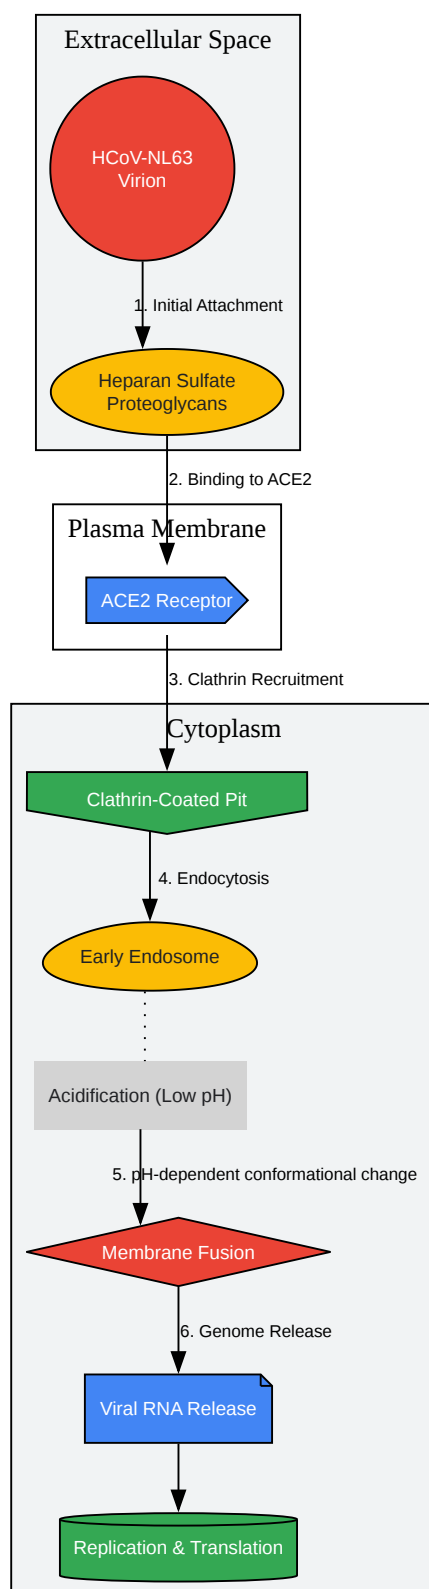 Extracellular Space
HCoV-NL63
Virion
1. Initial Attachment
Heparan Sulfate
Proteoglycans
2. Binding to ACE2
Plasma Membrane
ACE2 Receptor
3. Clathrin Recruitment
Cytoplasm
Clathrin-Coated Pit
4. Endocytosis
Early Endosome
Acidification (Low pH)
5. pH-dependent conformational change
Membrane Fusion
6. Genome Release
Viral RNA Release
Replication & Translation